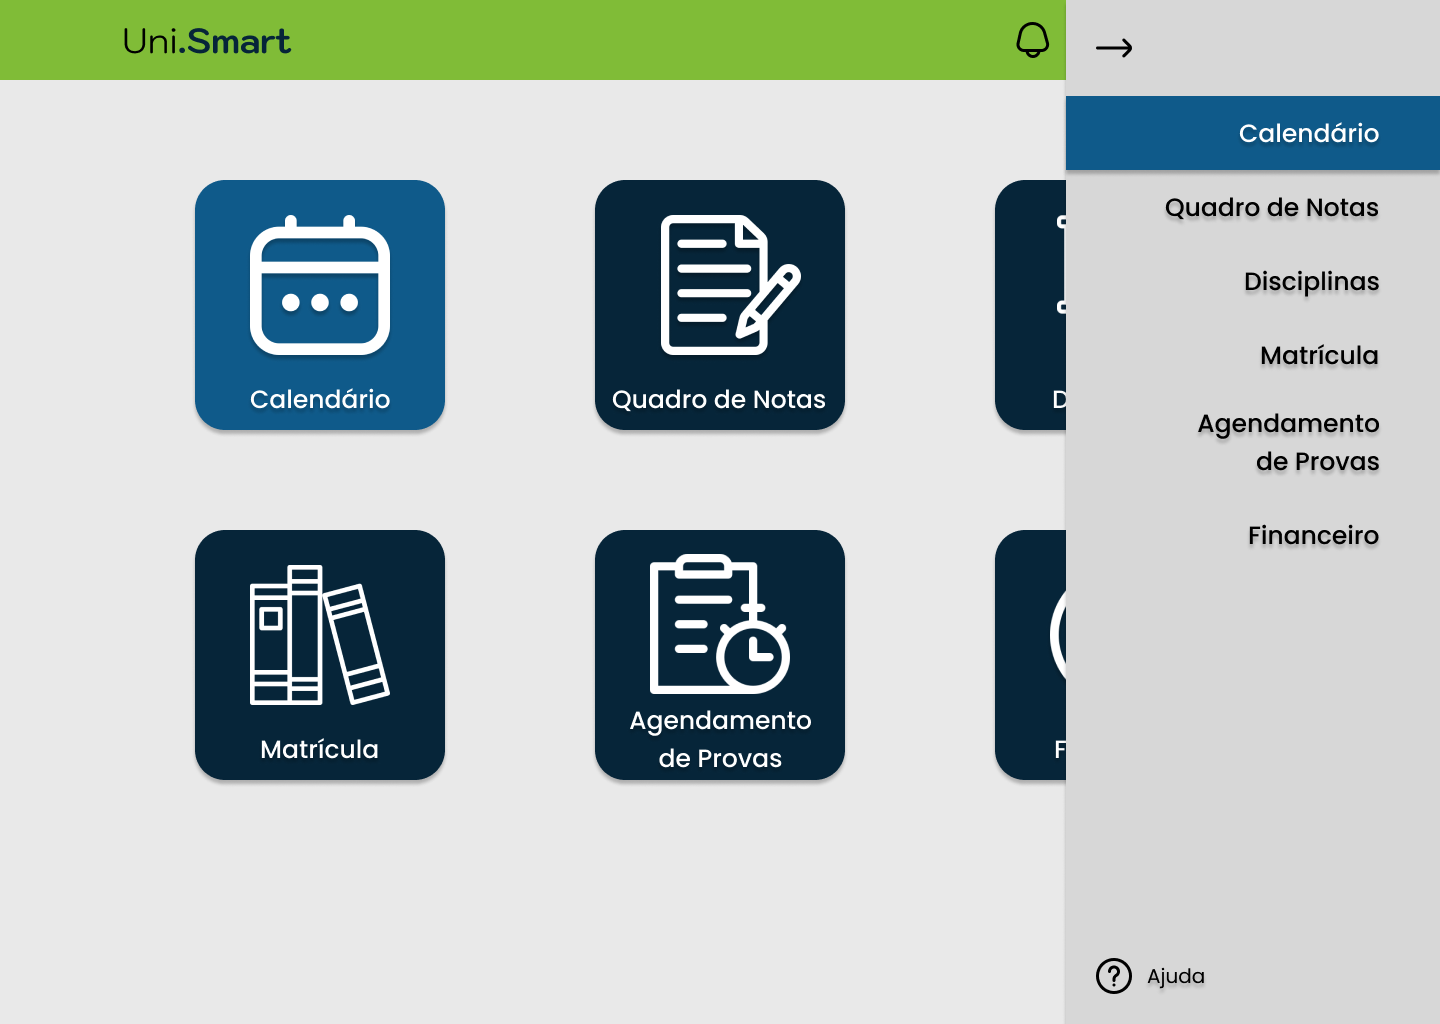 Uni.Smart
Calendário
Quadro de Notas
Matrícula
Agendamento
de Provas
Calendário
Quadro de Notas
Disciplinas
Matrícula
Agendamento
de Provas
Financeiro
Ajuda